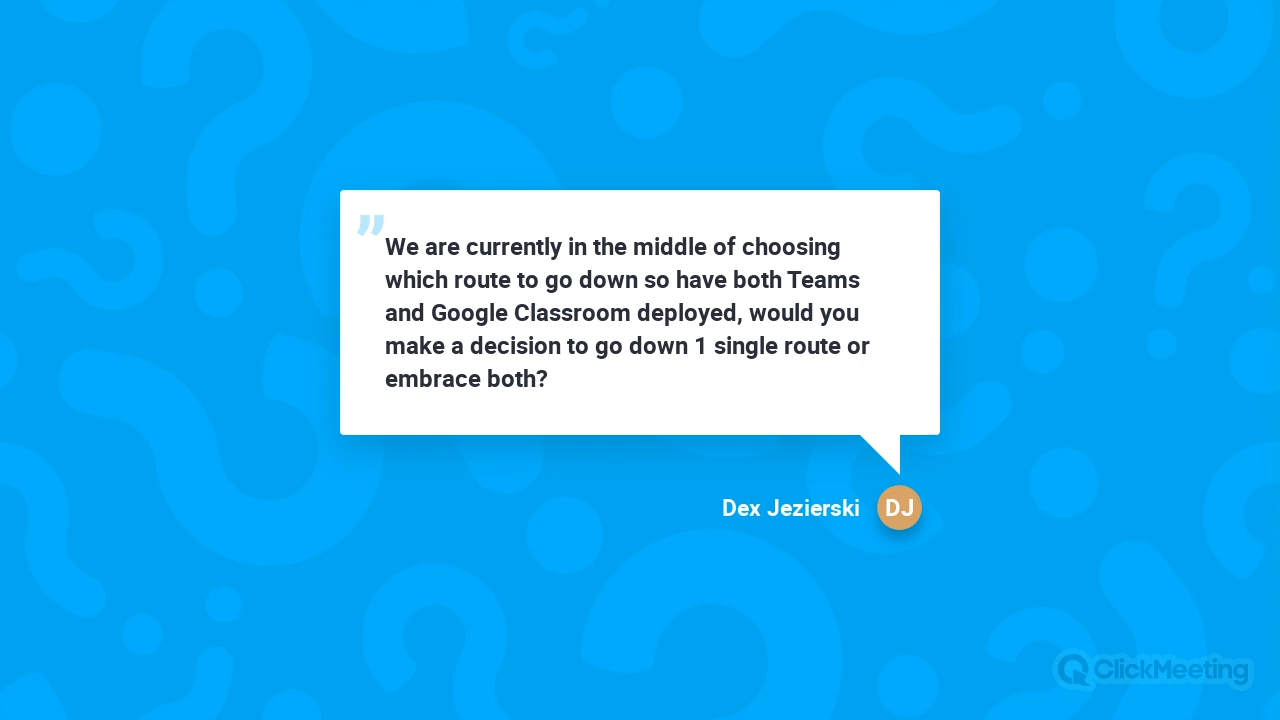 ”
We are currently in the middle of choosing
which route to go down so have both Teams
and Google Classroom deployed, would you
make a decision to go down 1 single route or
embrace both?
Dex Jezierski DJ
ClickMeeting